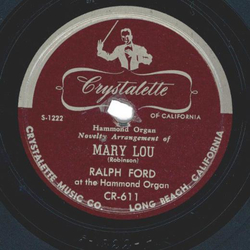 Crystalette
S-1222
OF CALIFORNIA
Hammond Organ
Novelty Arrangement of
MARY LOU
(Robinson)
RALPH FORD
at the Hammond Organ
CR-611
CRYSTALETTE MUSIC CO. LONG BEACH, CALIFORNIA